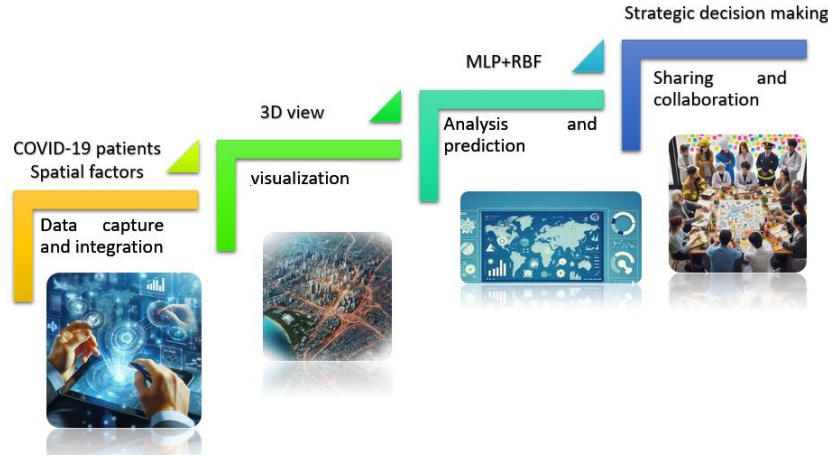 COVID-19 patients
Spatial factors
Data capture
and integration
3D view
visualization
MLP+RBF
Analysis and
prediction
Strategic decision making
Sharing and
collaboration